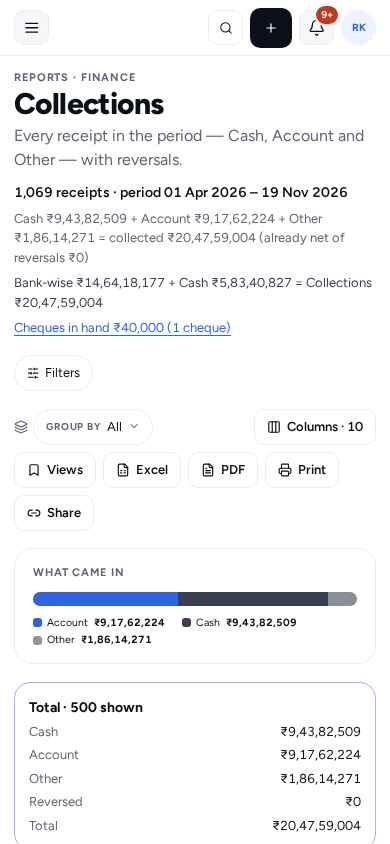 9+
RK
REPORTS · FINANCE
Collections
Every receipt in the period — Cash, Account and
Other — with reversals.
1,069 receipts · period 01 Apr 2026 – 19 Nov 2026
Cash ₹9,43,82,509 + Account ₹9,17,62,224 + Other
₹1,86,14,271 = collected ₹20,47,59,004 (already net of
reversals ₹0)
Bank-wise ₹14,64,18,177 + Cash ₹5,83,40,827 = Collections
₹20,47,59,004
Cheques in hand ₹40,000 (1 cheque)
Filters
GROUP BY All
Columns · 10
Views
Excel
PDF
Print
Share
WHAT CAME IN
Account ₹9,17,62,224 Cash ₹9,43,82,509
Other ₹1,86,14,271
Total · 500 shown
Cash ₹9,43,82,509
Account ₹9,17,62,224
Other ₹1,86,14,271
Reversed ₹0
Total ₹20,47,59,004